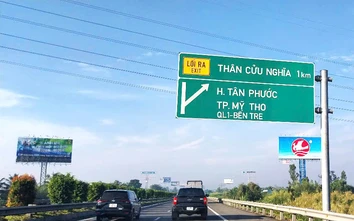 LỐI RA
EXIT
THÂN CỬU NGHĨA 1km
H. TÂN PHƯỚC
TP. MỸ THO
QL1-BẾN TRE